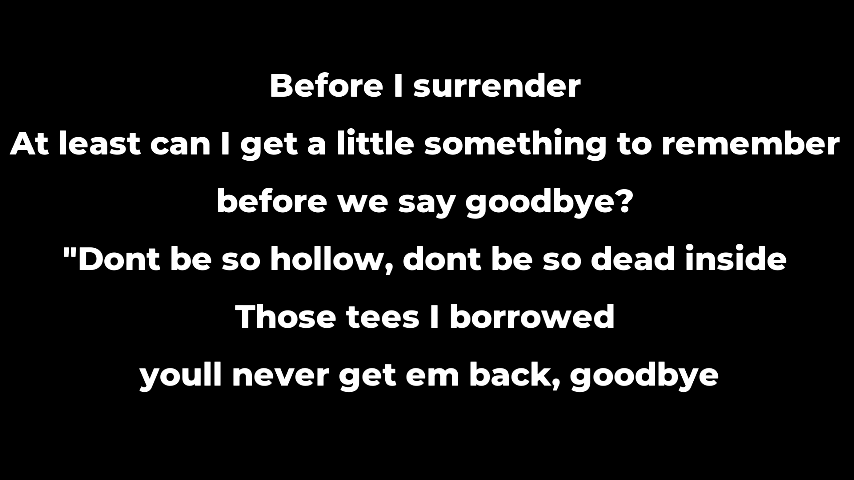 Before I surrender
At least can I get a little something to remember
before we say goodbye?
"Dont be so hollow, dont be so dead inside
Those tees I borrowed
youll never get em back, goodbye